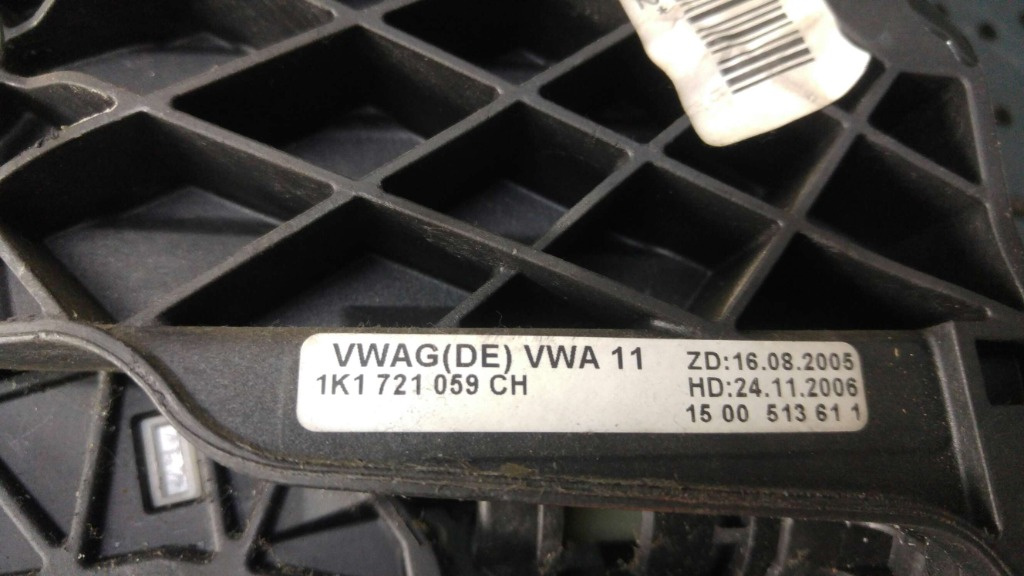 VWAG(DE) VWA 11
1K1 721 059 CH
ZD:16.08.2005
HD:24.11.2006
15 00 513 61 1